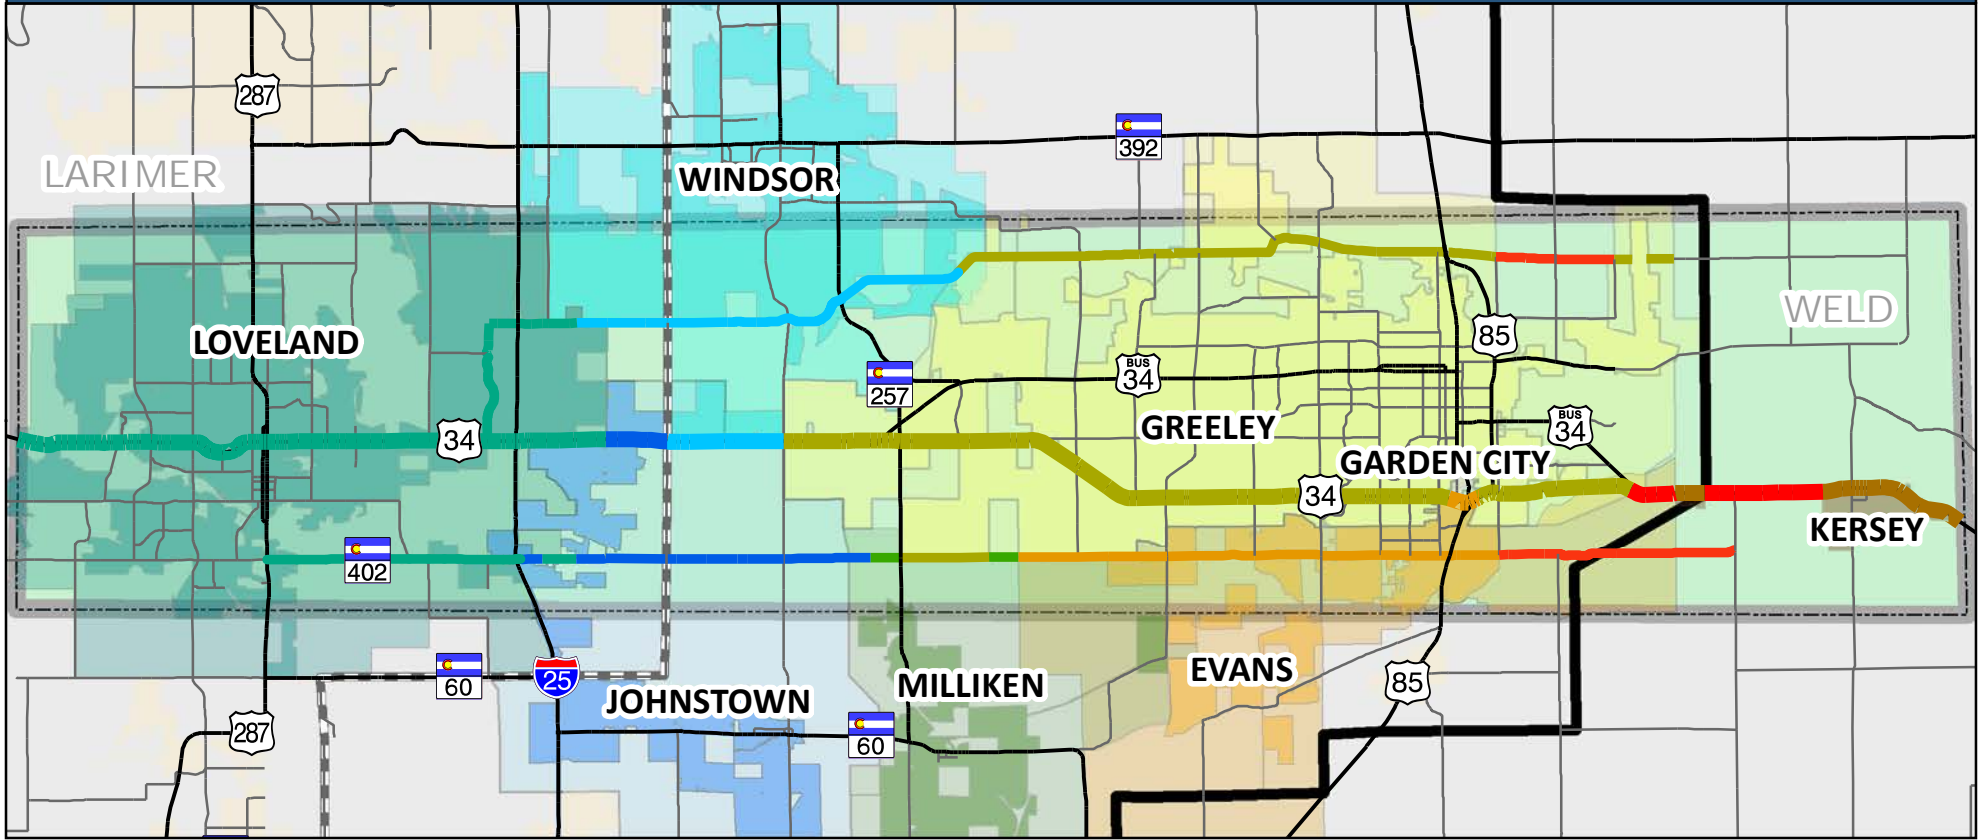 287
392
LARIMER
WINDSOR
WELD
LOVELAND
85
BUS
34
257
BUS
34
GREELEY
34
GARDEN CITY
34
KERSEY
402
EVANS
60
25
JOHNSTOWN
MILLIKEN
85
287
60